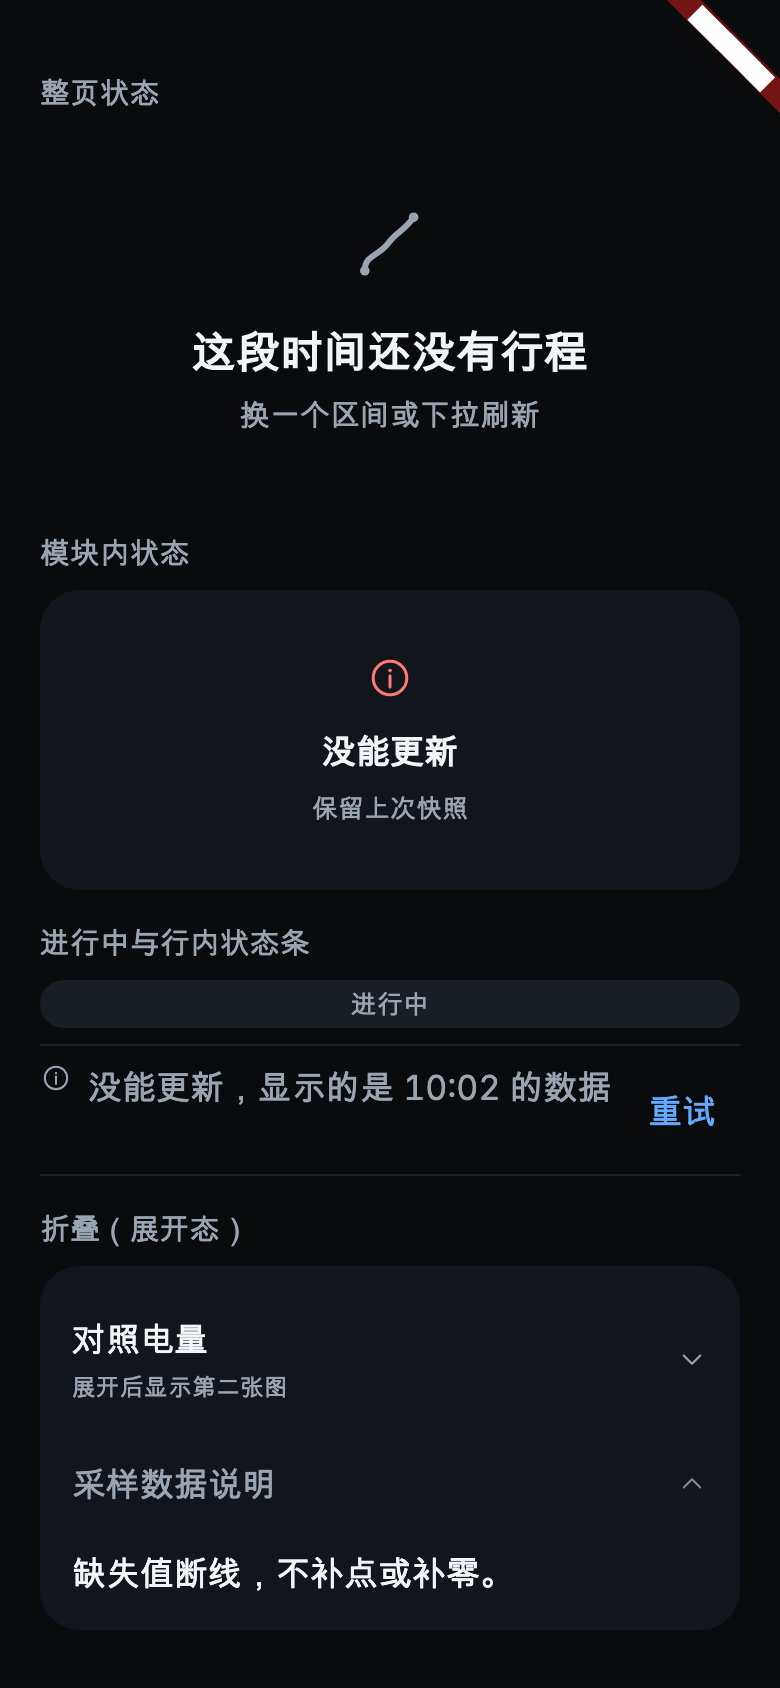 整页状态
这段时间还没有行程
换一个区间或下拉刷新
模块内状态
没能更新
保留上次快照
进行中与行内状态条
进行中
没能更新，显示的是 10:02 的数据
重试
折叠（展开态）
对照电量
展开后显示第二张图
采样数据说明
缺失值断线，不补点或补零。